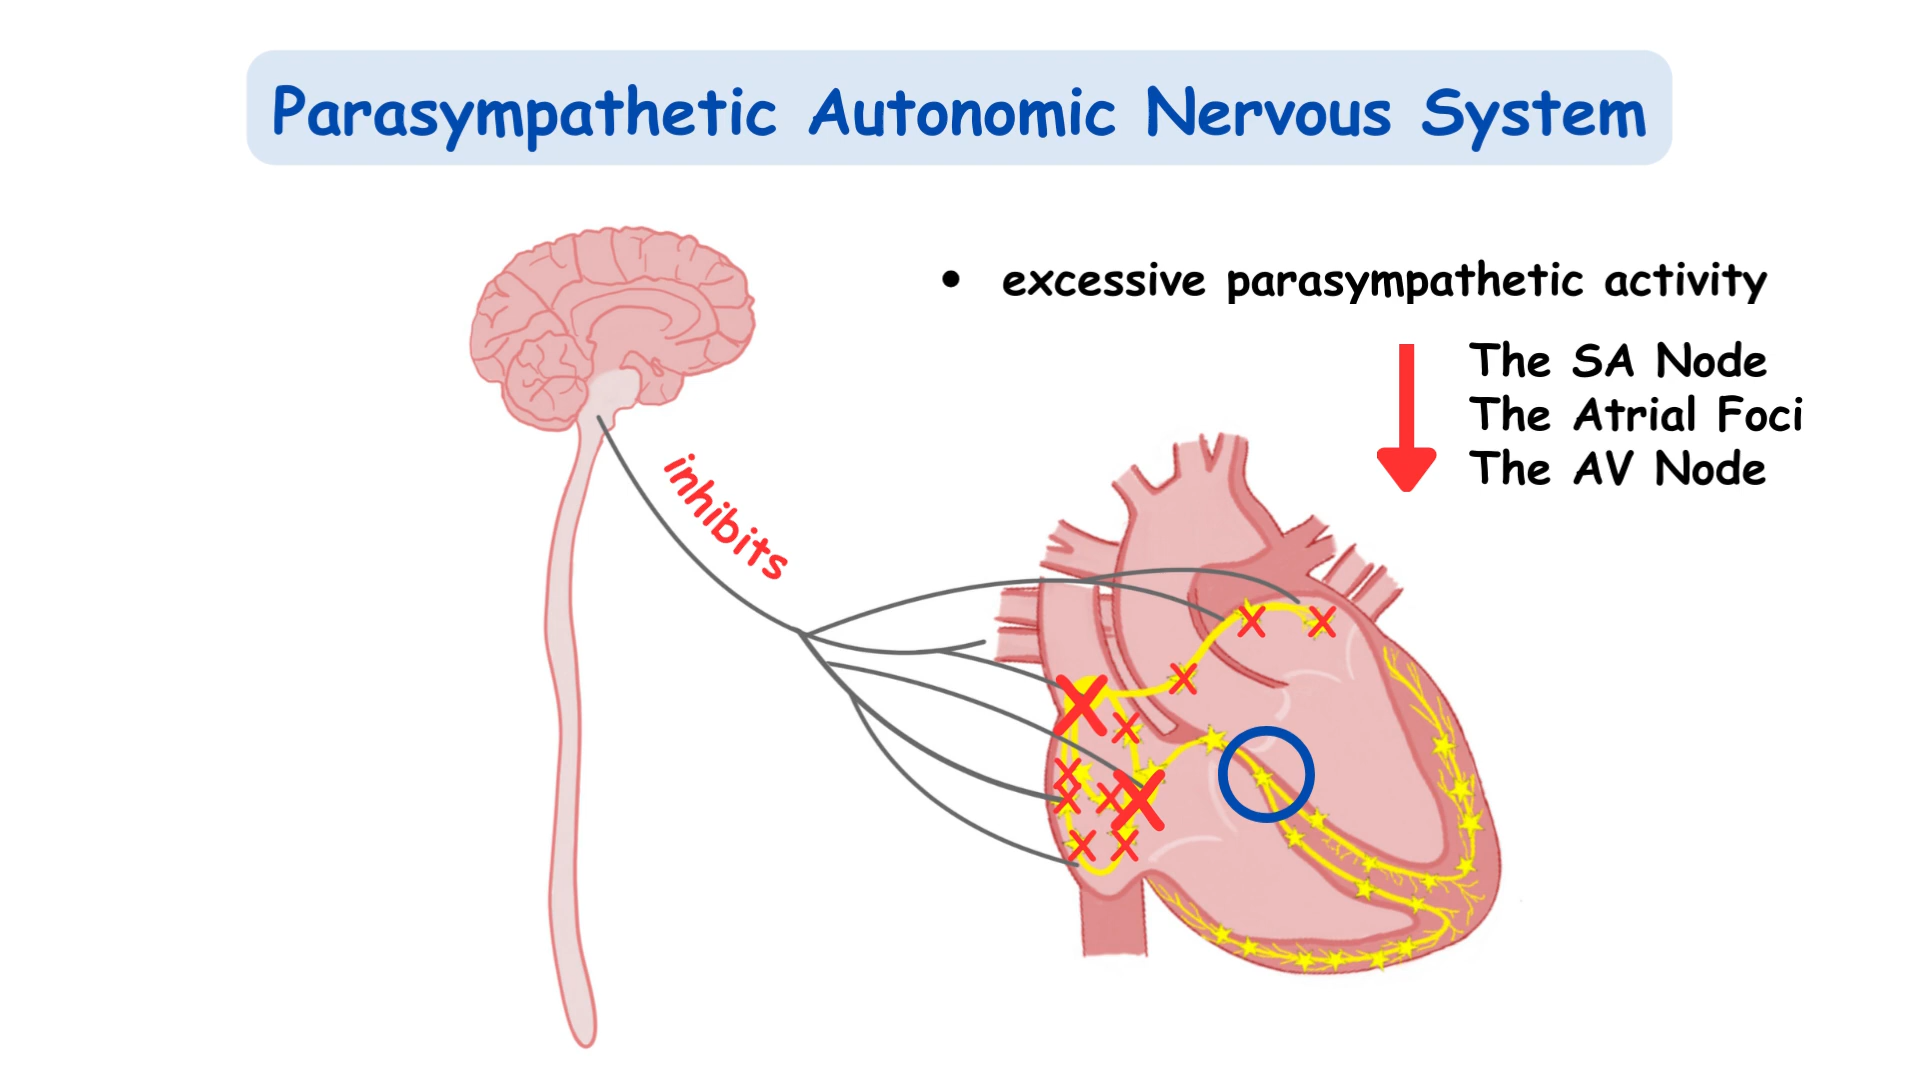 Parasympathetic Autonomic Nervous System
• excessive parasympathetic activity
The SA Node
The Atrial Foci
The AV Node
inhibits